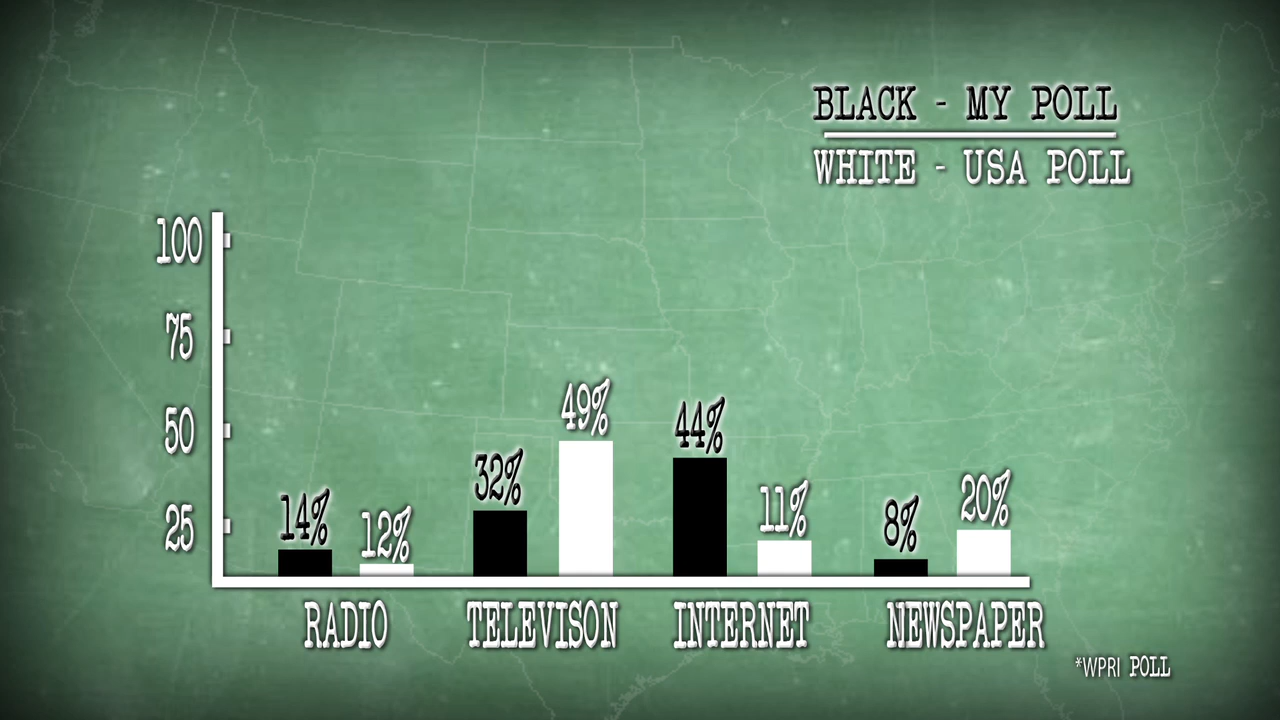 BLACK - MY POLL
WHITE - USA POLL
100
75
50
25
14%
12%
32%
49%
44%
11%
8%
20%
RADIO
TELEVISON
INTERNET
NEWSPAPER
*WPRI POLL